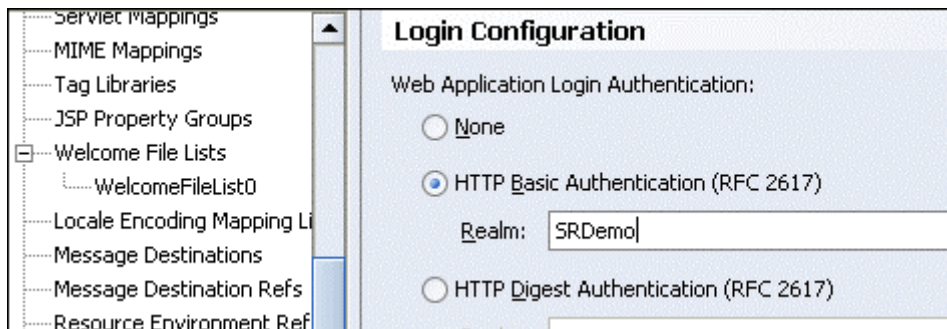 Servlet Mappings
MIME Mappings
Tag Libraries
JSP Property Groups
Welcome File Lists
WelcomeFileList0
Locale Encoding Mapping Li
Message Destinations
Message Destination Refs
Resource Environment Ref
Login Configuration
Web Application Login Authentication:
None
HTTP Basic Authentication (RFC 2617)
Realm: SRDemo
HTTP Digest Authentication (RFC 2617)